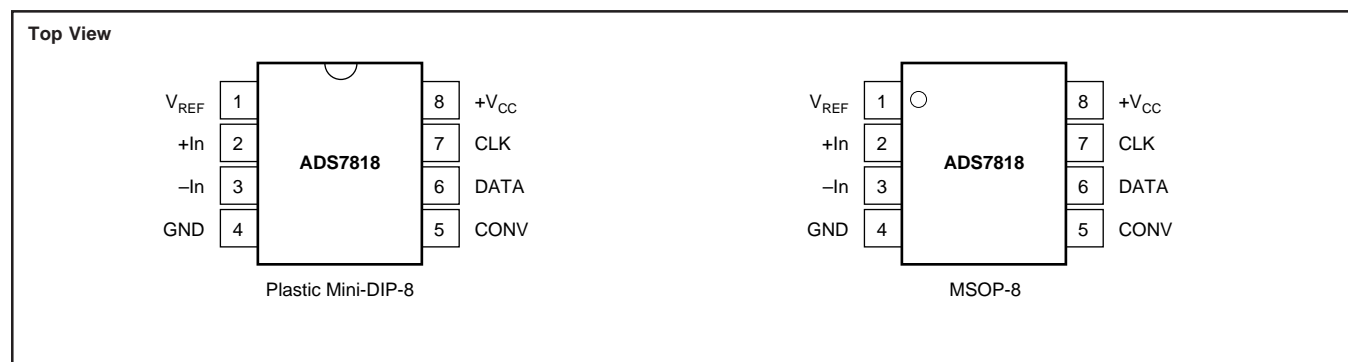 Top View
V_REF 1 8 +V_CC
+In 2 7 CLK
–In 3 6 DATA
GND 4 5 CONV
ADS7818
Plastic Mini-DIP-8
V_REF 1 8 +V_CC
+In 2 7 CLK
–In 3 6 DATA
GND 4 5 CONV
ADS7818
MSOP-8